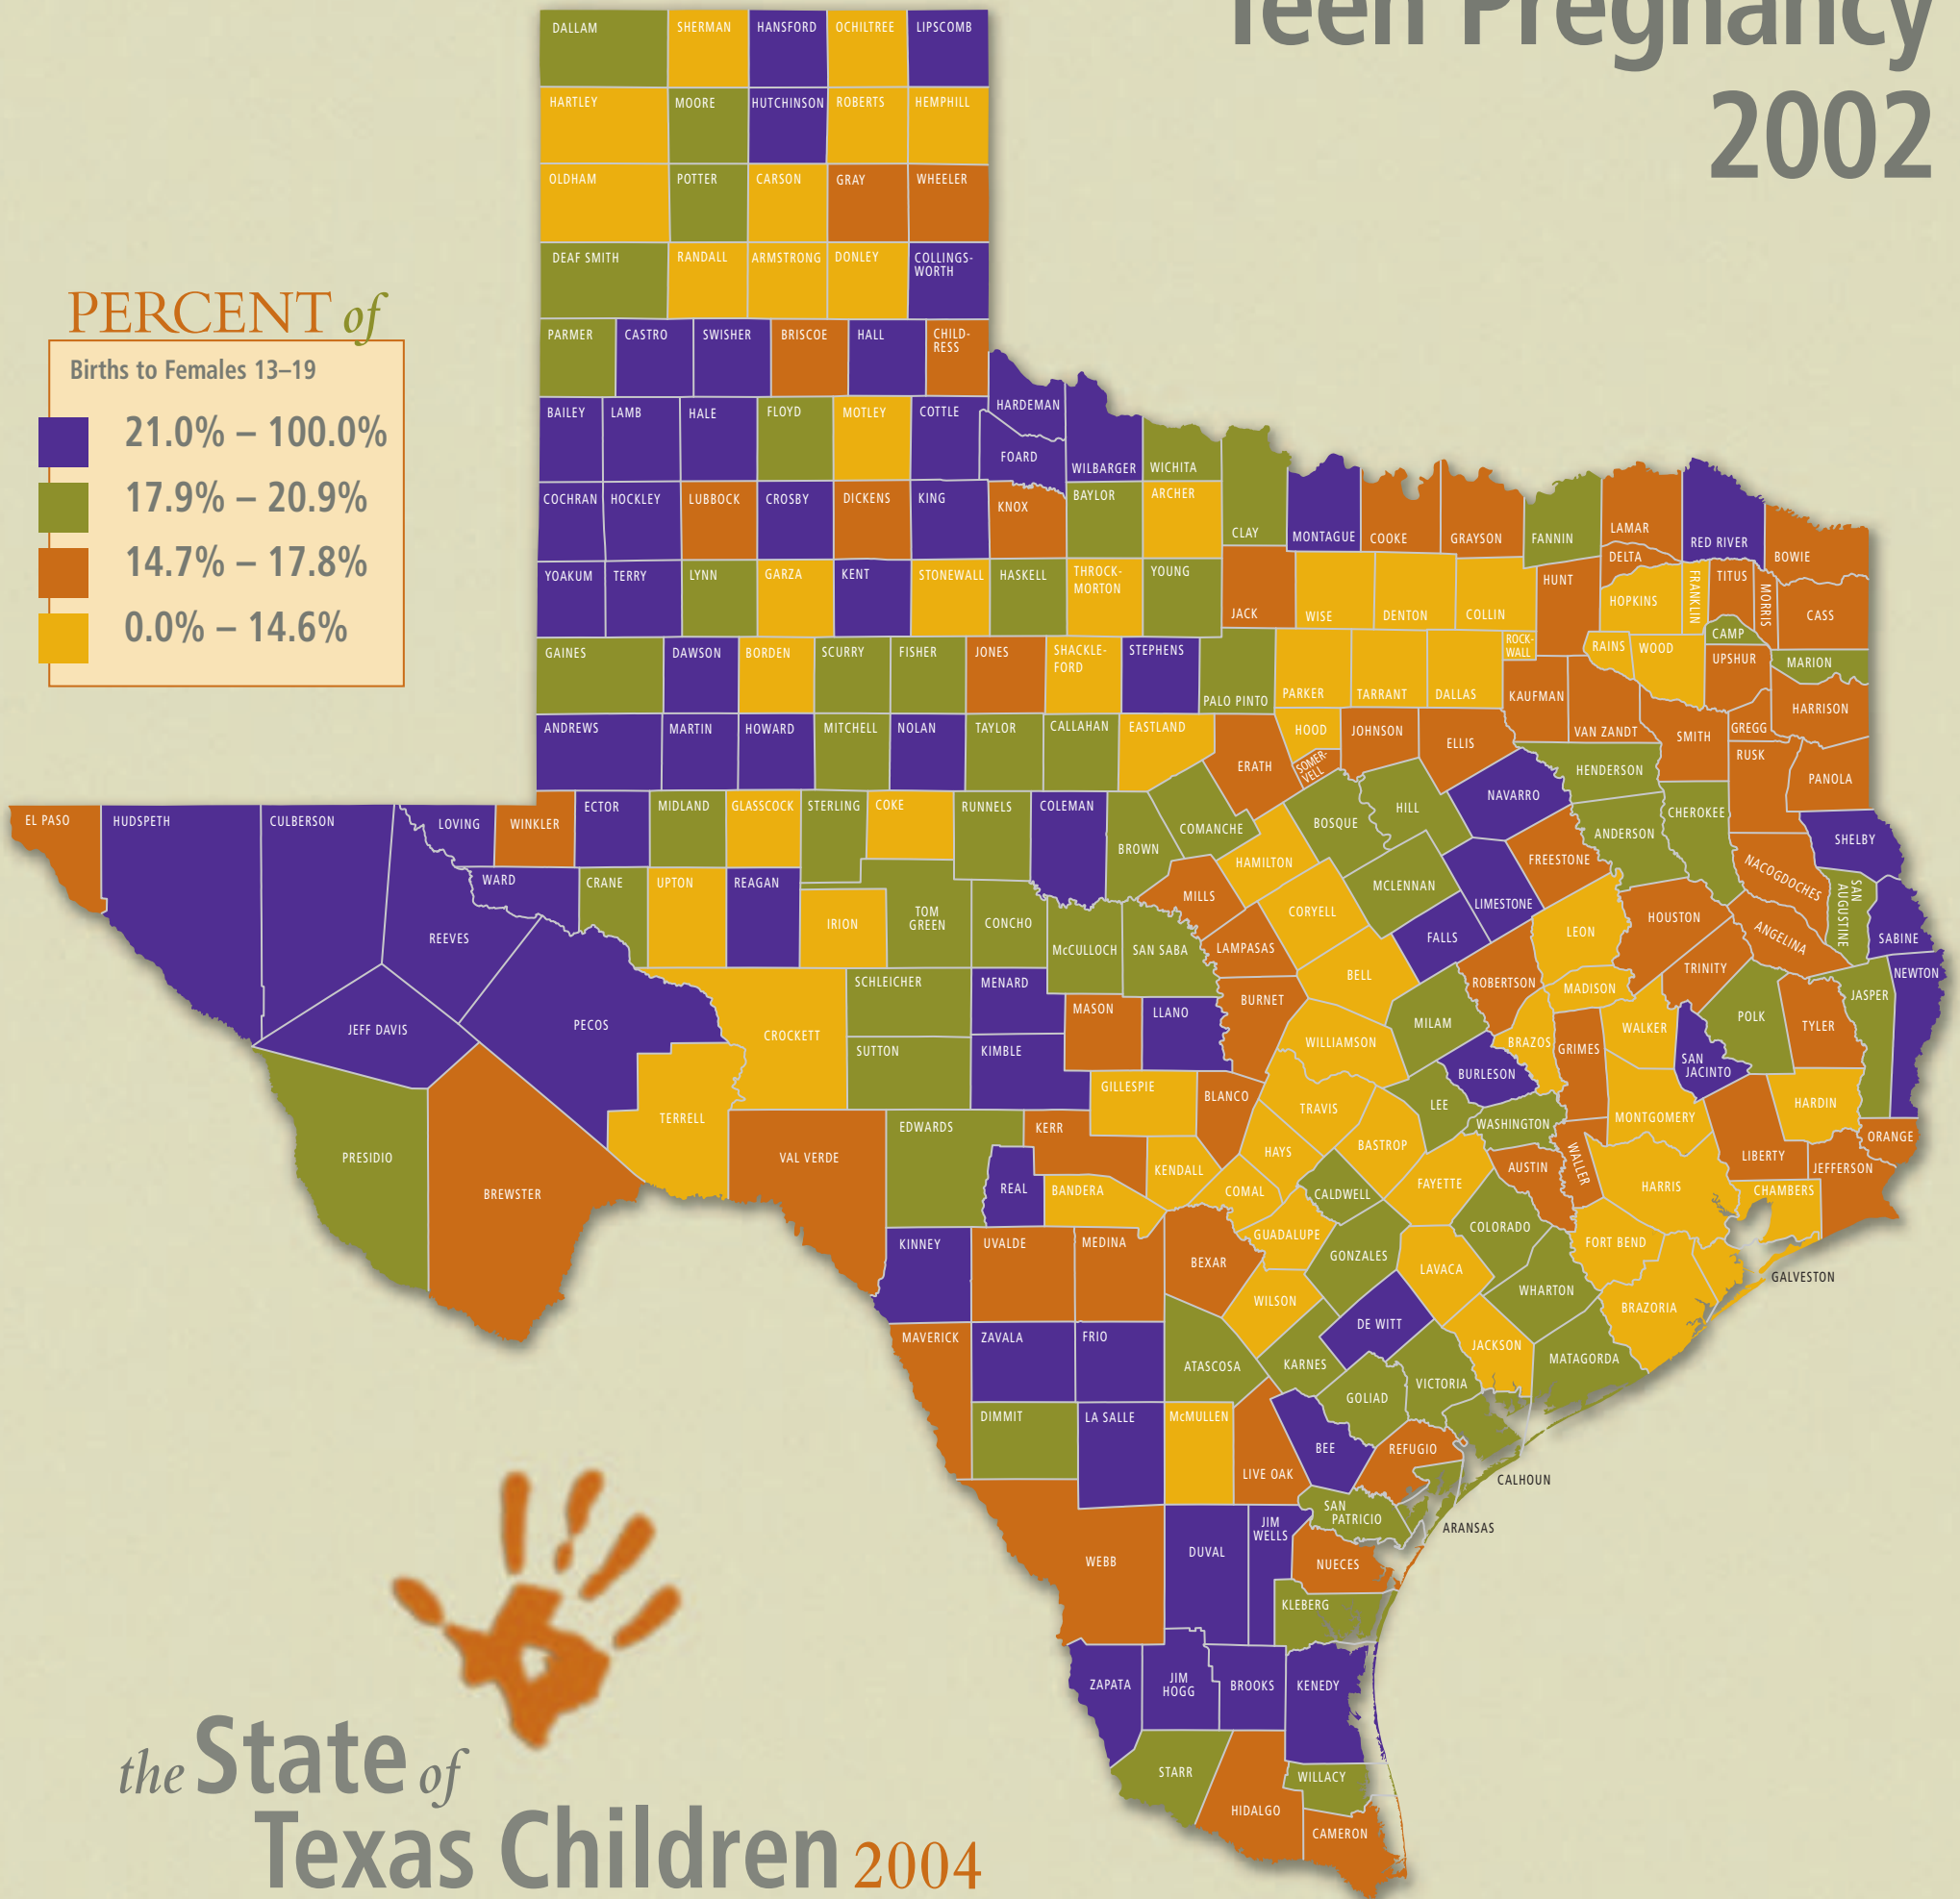 Teen Pregnancy
2002
PERCENT of
Births to Females 13–19
21.0% – 100.0%
17.9% – 20.9%
14.7% – 17.8%
0.0% – 14.6%
DALLAM SHERMAN HANSFORD OCHILTREE LIPSCOMB
HARTLEY MOORE HUTCHINSON ROBERTS HEMPHILL
OLDHAM POTTER CARSON GRAY WHEELER
DEAF SMITH RANDALL ARMSTRONG DONLEY COLLINGS-
WORTH
PARMER CASTRO SWISHER BRISCOE HALL CHILD-
RESS
BAILEY LAMB HALE FLOYD MOTLEY COTTLE HARDEMAN
FOARD WILBARGER WICHITA
COCHRAN HOCKLEY LUBBOCK CROSBY DICKENS KING KNOX BAYLOR ARCHER
CLAY MONTAGUE COOKE GRAYSON FANNIN LAMAR RED RIVER BOWIE
DELTA
YOAKUM TERRY LYNN GARZA KENT STONEWALL HASKELL THROCK-
MORTON YOUNG
JACK WISE DENTON COLLIN HUNT HOPKINS FRANKLIN TITUS MORRIS CASS
CAMP
GAINES DAWSON BORDEN SCURRY FISHER JONES SHACKLE-
FORD STEPHENS
PALO PINTO PARKER TARRANT DALLAS ROCK-
WALL KAUFMAN RAINS WOOD UPSHUR MARION
HARRISON
ANDREWS MARTIN HOWARD MITCHELL NOLAN TAYLOR CALLAHAN EASTLAND
ERATH HOOD SOMER-
VELL JOHNSON ELLIS VAN ZANDT SMITH GREGG
RUSK PANOLA
HENDERSON
EL PASO HUDSPETH CULBERSON LOVING WINKLER ECTOR MIDLAND GLASSCOCK STERLING COKE RUNNELS COLEMAN
BROWN COMANCHE BOSQUE HILL NAVARRO ANDERSON CHEROKEE SHELBY
HAMILTON FREESTONE NACOGDOCHES SAN
AUGUSTINE
WARD CRANE UPTON REAGAN IRION TOM
GREEN CONCHO
McCULLOCH SAN SABA MILLS LAMPASAS CORYELL MCLENNAN LIMESTONE
FALLS LEON HOUSTON ANGELINA SABINE
REEVES JEFF DAVIS PECOS CROCKETT SCHLEICHER MENARD
MASON LLANO BURNET BELL ROBERTSON MADISON TRINITY NEWTON
JASPER
SUTTON KIMBLE WILLIAMSON MILAM BRAZOS GRIMES WALKER POLK TYLER
SAN
JACINTO
BURLESON
PRESIDIO BREWSTER TERRELL VAL VERDE EDWARDS KERR GILLESPIE BLANCO TRAVIS LEE WASHINGTON MONTGOMERY HARDIN
ORANGE
REAL BANDERA KENDALL HAYS BASTROP AUSTIN WALLER LIBERTY JEFFERSON
COMAL CALDWELL FAYETTE HARRIS CHAMBERS
KINNEY UVALDE MEDINA BEXAR GUADALUPE GONZALES COLORADO FORT BEND
GALVESTON
WILSON LAVACA WHARTON BRAZORIA
MAVERICK ZAVALA FRIO ATASCOSA KARNES DE WITT JACKSON MATAGORDA
GOLIAD VICTORIA
DIMMIT LA SALLE McMULLEN LIVE OAK BEE REFUGIO
CALHOUN
SAN
PATRICIO
ARANSAS
WEBB DUVAL JIM
WELLS NUECES
KLEBERG
ZAPATA JIM
HOGG BROOKS KENEDY
STARR WILLACY
HIDALGO
CAMERON
the State of
Texas Children 2004